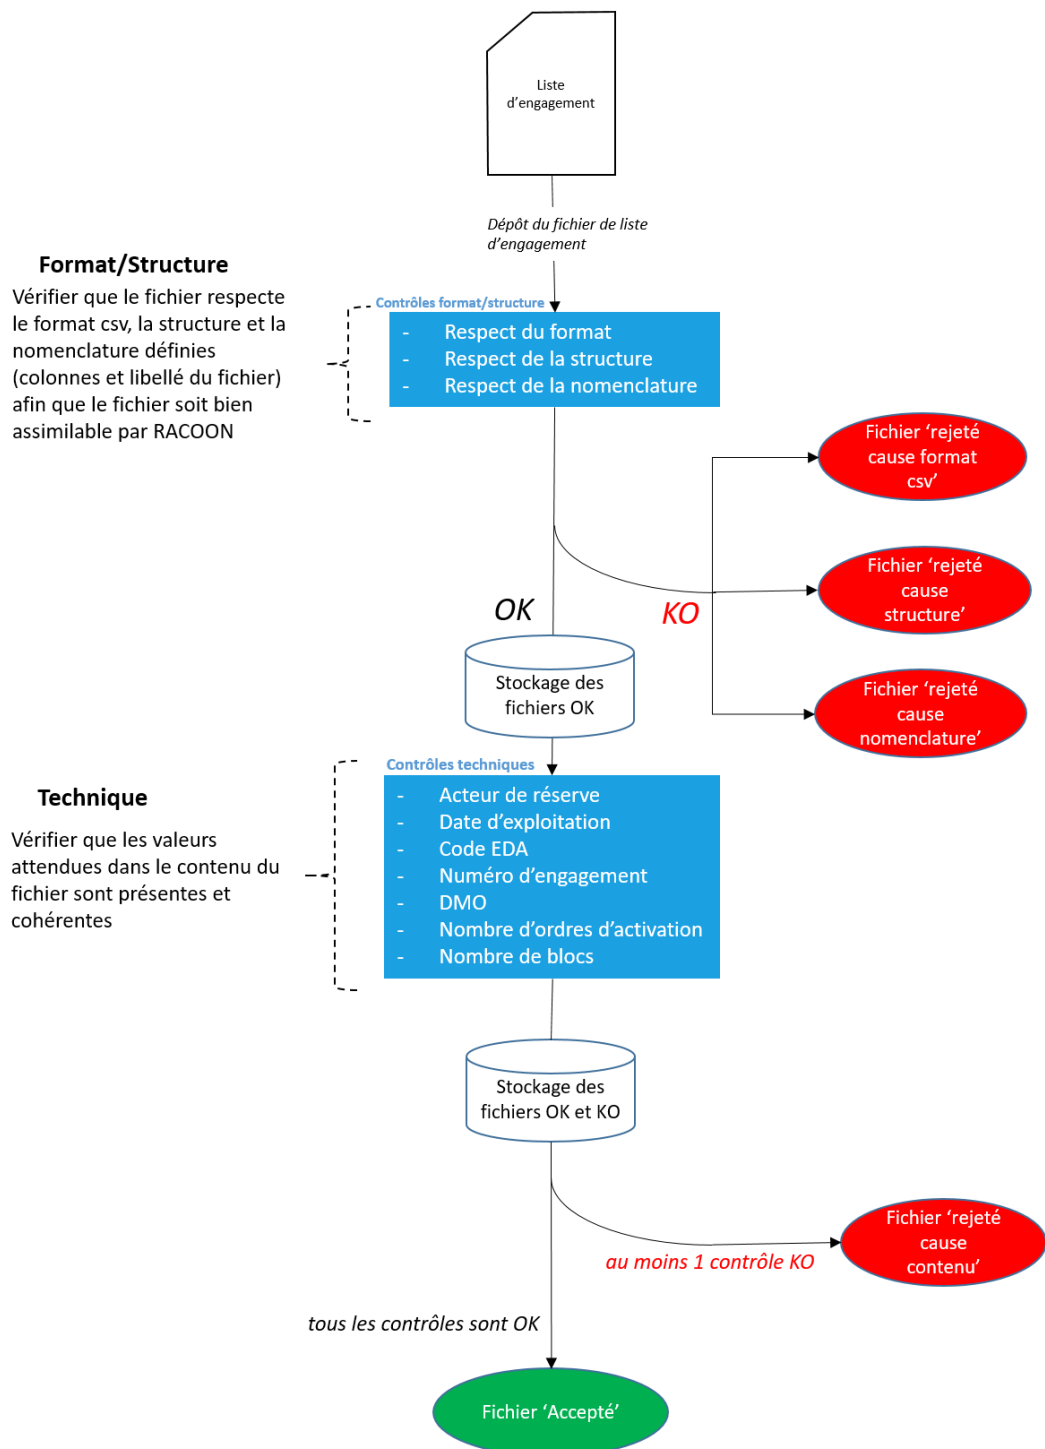 Liste
d'engagement
Dépôt du fichier de liste
d'engagement
Format/Structure
Vérifier que le fichier respecte
le format csv, la structure et la
nomenclature définies
(colonnes et libellé du fichier)
afin que le fichier soit bien
assimilable par RACOON
Contrôles format/structure
- Respect du format
- Respect de la structure
- Respect de la nomenclature
Fichier ‘rejeté
cause format
csv’
Fichier ‘rejeté
cause
structure’
OK
KO
Fichier ‘rejeté
cause
nomenclature’
Stockage des
fichiers OK
Technique
Vérifier que les valeurs
attendues dans le contenu du
fichier sont présentes et
cohérentes
Contrôles techniques
- Acteur de réserve
- Date d’exploitation
- Code EDA
- Numéro d’engagement
- DMO
- Nombre d’ordres d’activation
- Nombre de blocs
Stockage des
fichiers OK et KO
Fichier ‘rejeté
cause
contenu’
au moins 1 contrôle KO
tous les contrôles sont OK
Fichier ‘Accepté’